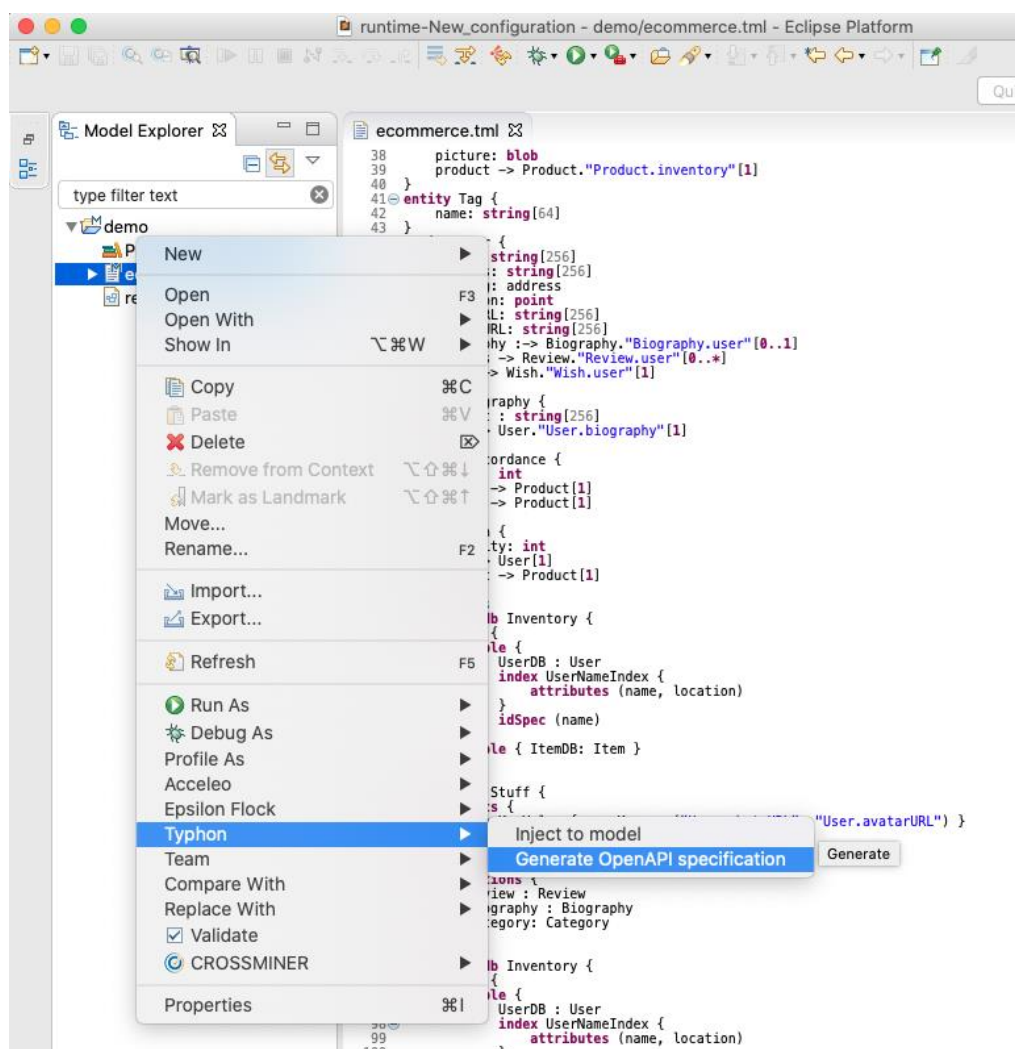 runtime-New_configuration - demo/ecommerce.tml - Eclipse Platform
Qu
Model Explorer
type filter text
demo
P
e
re
ecommerce.tml
38 picture: blob
39 product -> Product."Product.inventory"[1]
40 }
41 entity Tag {
42 name: string[64]
43 }
{
string[256]
: string[256]
: address
n: point
L: string[256]
RL: string[256]
hy :-> Biography."Biography.user"[0..1]
s -> Review."Review.user"[0..*]
> Wish."Wish.user"[1]
raphy {
: string[256]
User."User.biography"[1]
ordance {
int
-> Product[1]
-> Product[1]
{
ty: int
User[1]
-> Product[1]
b Inventory {
{
le {
UserDB : User
index UserNameIndex {
attributes (name, location)
}
idSpec (name)
le { ItemDB: Item }
Stuff {
s {
"User.avatarURL") }
ions {
iew : Review
ography : Biography
egory: Category
b Inventory {
{
le {
UserDB : User
98 index UserNameIndex {
99 attributes (name, location)
New
Open F3
Open With
Show In ⌥⌘W
Copy ⌘C
Paste ⌘V
Delete ⌦
Remove from Context ⌥⇧⌘↓
Mark as Landmark ⌥⇧⌘↑
Move...
Rename... F2
Import...
Export...
Refresh F5
Run As
Debug As
Profile As
Acceleo
Epsilon Flock
Typhon
Team
Compare With
Replace With
Validate
CROSSMINER
Properties ⌘I
Inject to model
Generate OpenAPI specification
Generate